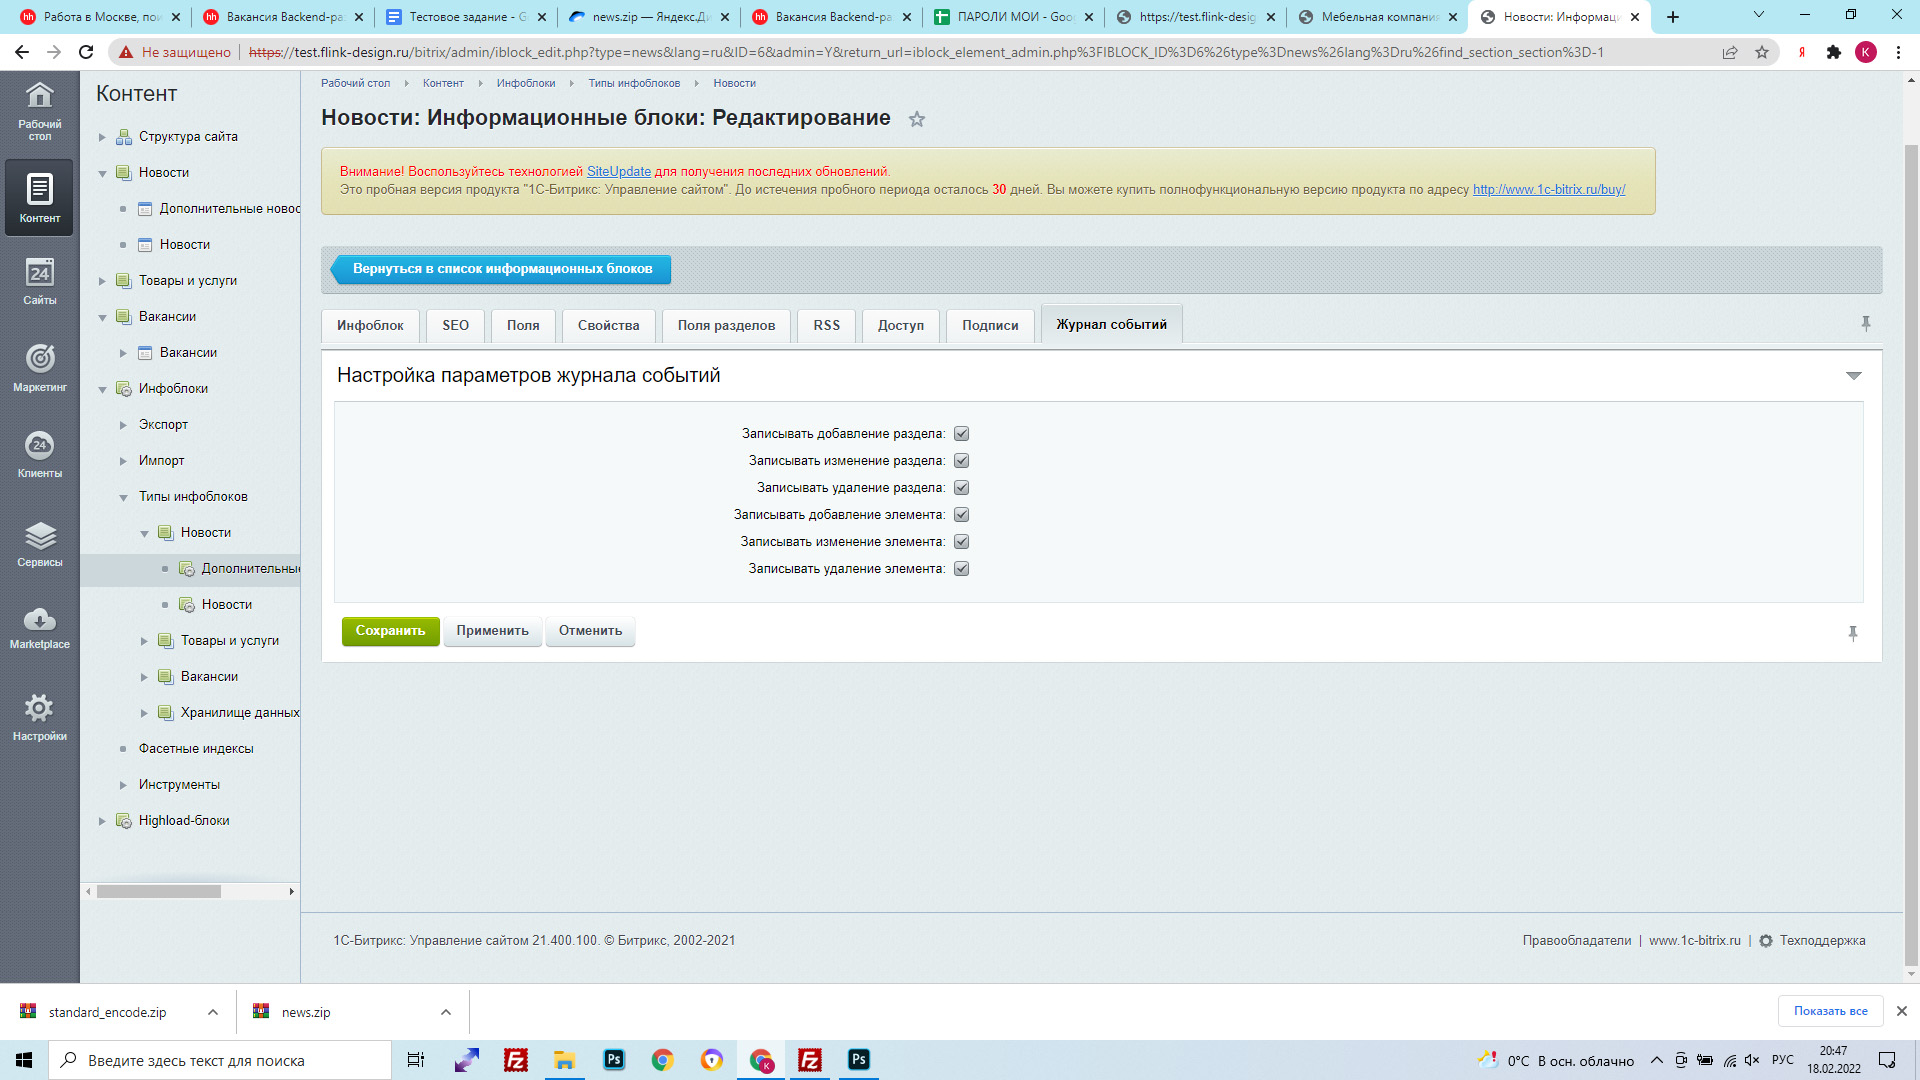 Работа в Москве, пои
Вакансия Backend-ра
Тестовое задание - G
news.zip — Яндекс.Ди
Вакансия Backend-ра
ПАРОЛИ МОИ - Goo
https://test.flink-desig
Мебельная компания
Новости: Информац
Не защищено
https://test.flink-design.ru/bitrix/admin/iblock_edit.php?type=news&lang=ru&ID=6&admin=Y&return_url=iblock_element_admin.php%3FIBLOCK_ID%3D6%26type%3Dnews%26lang%3Dru%26find_section_section%3D-1
Я
K
Рабочий стол
Контент
24
Сайты
Маркетинг
24
Клиенты
Сервисы
Marketplace
Настройки
Контент
Структура сайта
Новости
Дополнительные новос
Новости
Товары и услуги
Вакансии
Вакансии
Инфоблоки
Экспорт
Импорт
Типы инфоблоков
Новости
Дополнительные
Новости
Товары и услуги
Вакансии
Хранилище данных
Фасетные индексы
Инструменты
Highload-блоки
Рабочий стол Контент Инфоблоки Типы инфоблоков Новости
Новости: Информационные блоки: Редактирование
Внимание! Воспользуйтесь технологией SiteUpdate для получения последних обновлений.
Это пробная версия продукта "1С-Битрикс: Управление сайтом". До истечения пробного периода осталось 30 дней. Вы можете купить полнофункциональную версию продукта по адресу http://www.1c-bitrix.ru/buy/
Вернуться в список информационных блоков
Инфоблок SEO Поля Свойства Поля разделов RSS Доступ Подписи Журнал событий
Настройка параметров журнала событий
Записывать добавление раздела:
Записывать изменение раздела:
Записывать удаление раздела:
Записывать добавление элемента:
Записывать изменение элемента:
Записывать удаление элемента:
Сохранить Применить Отменить
1С-Битрикс: Управление сайтом 21.400.100. © Битрикс, 2002-2021
Правообладатели | www.1c-bitrix.ru | Техподдержка
standard_encode.zip
news.zip
Показать все
Введите здесь текст для поиска
Fz
Ps
K
Fz
Ps
0°C В осн. облачно
РУС
20:47
18.02.2022